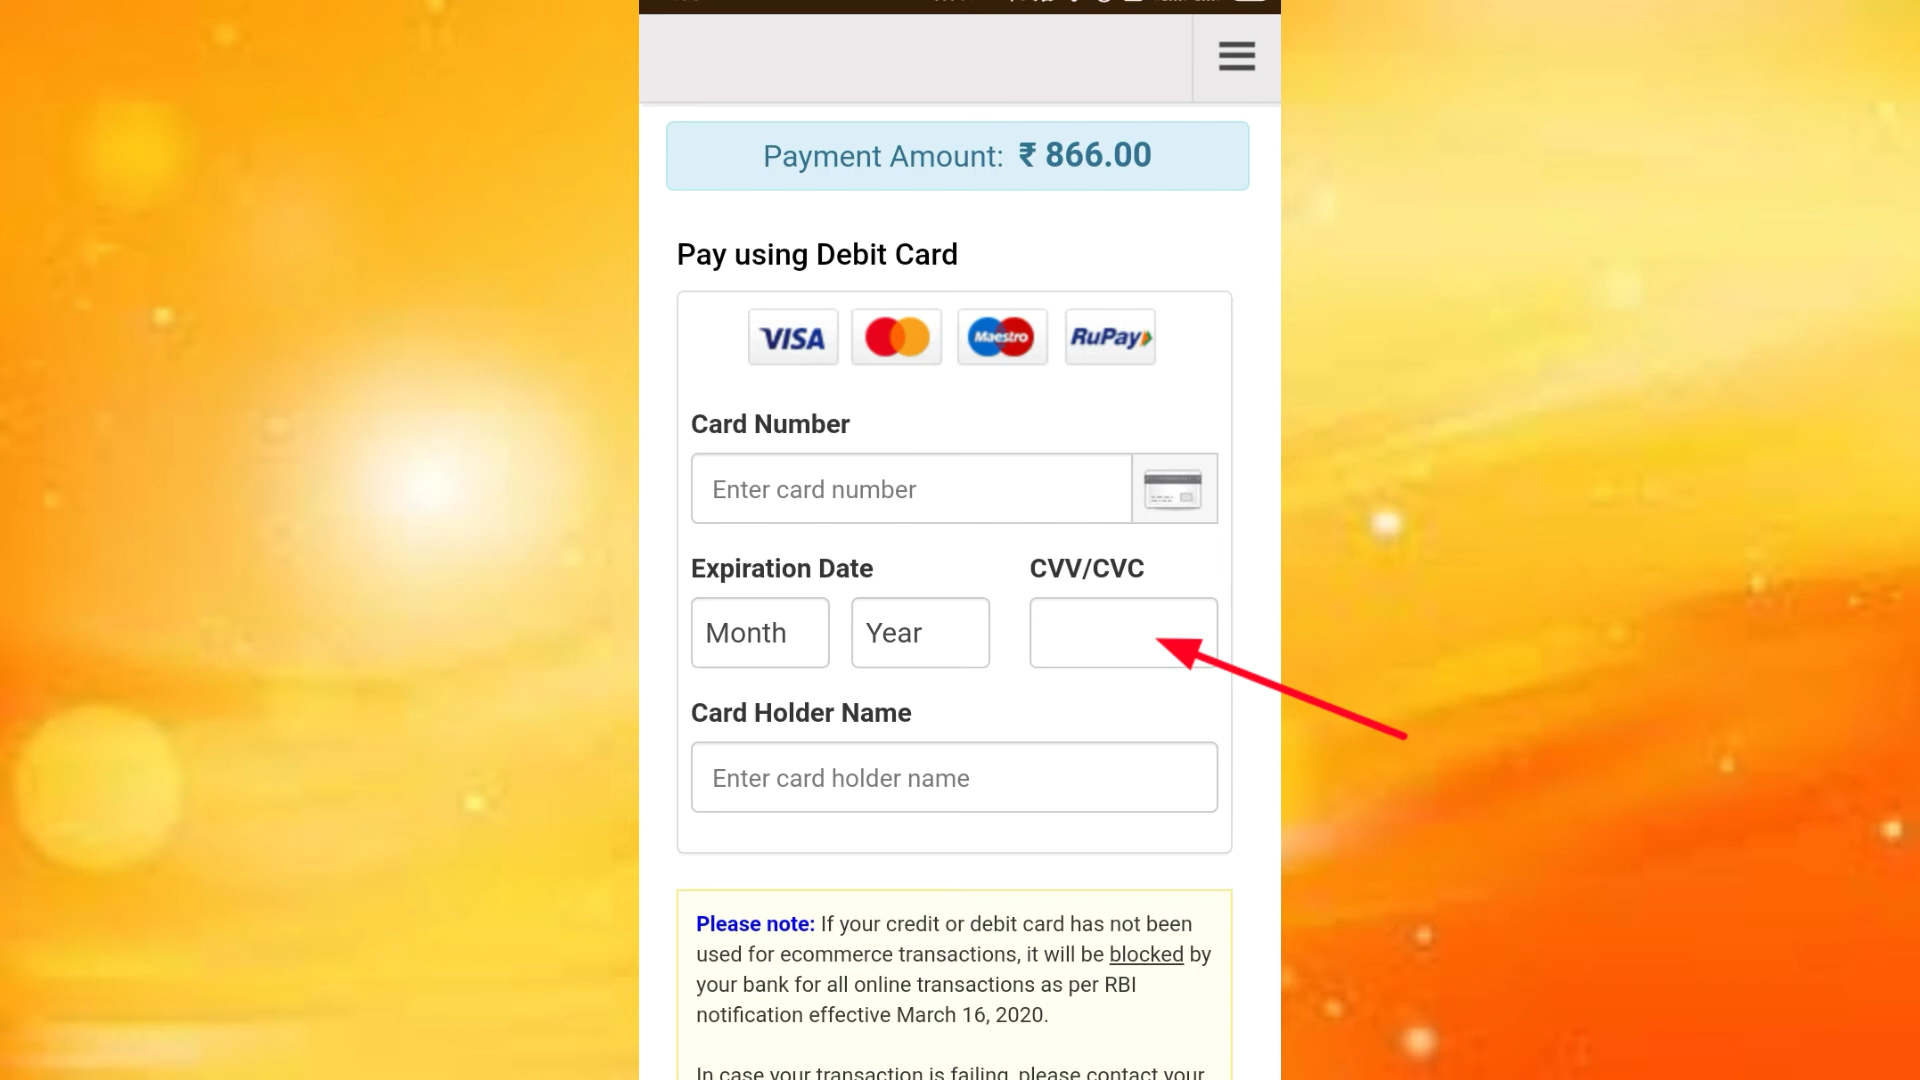 Payment Amount: ₹ 866.00
Pay using Debit Card
VISA Maestro RuPay
Card Number
Enter card number
Expiration Date CVV/CVC
Month Year
Card Holder Name
Enter card holder name
Please note: If your credit or debit card has not been
used for ecommerce transactions, it will be blocked by
your bank for all online transactions as per RBI
notification effective March 16, 2020.
In case your transaction is failing, please contact your